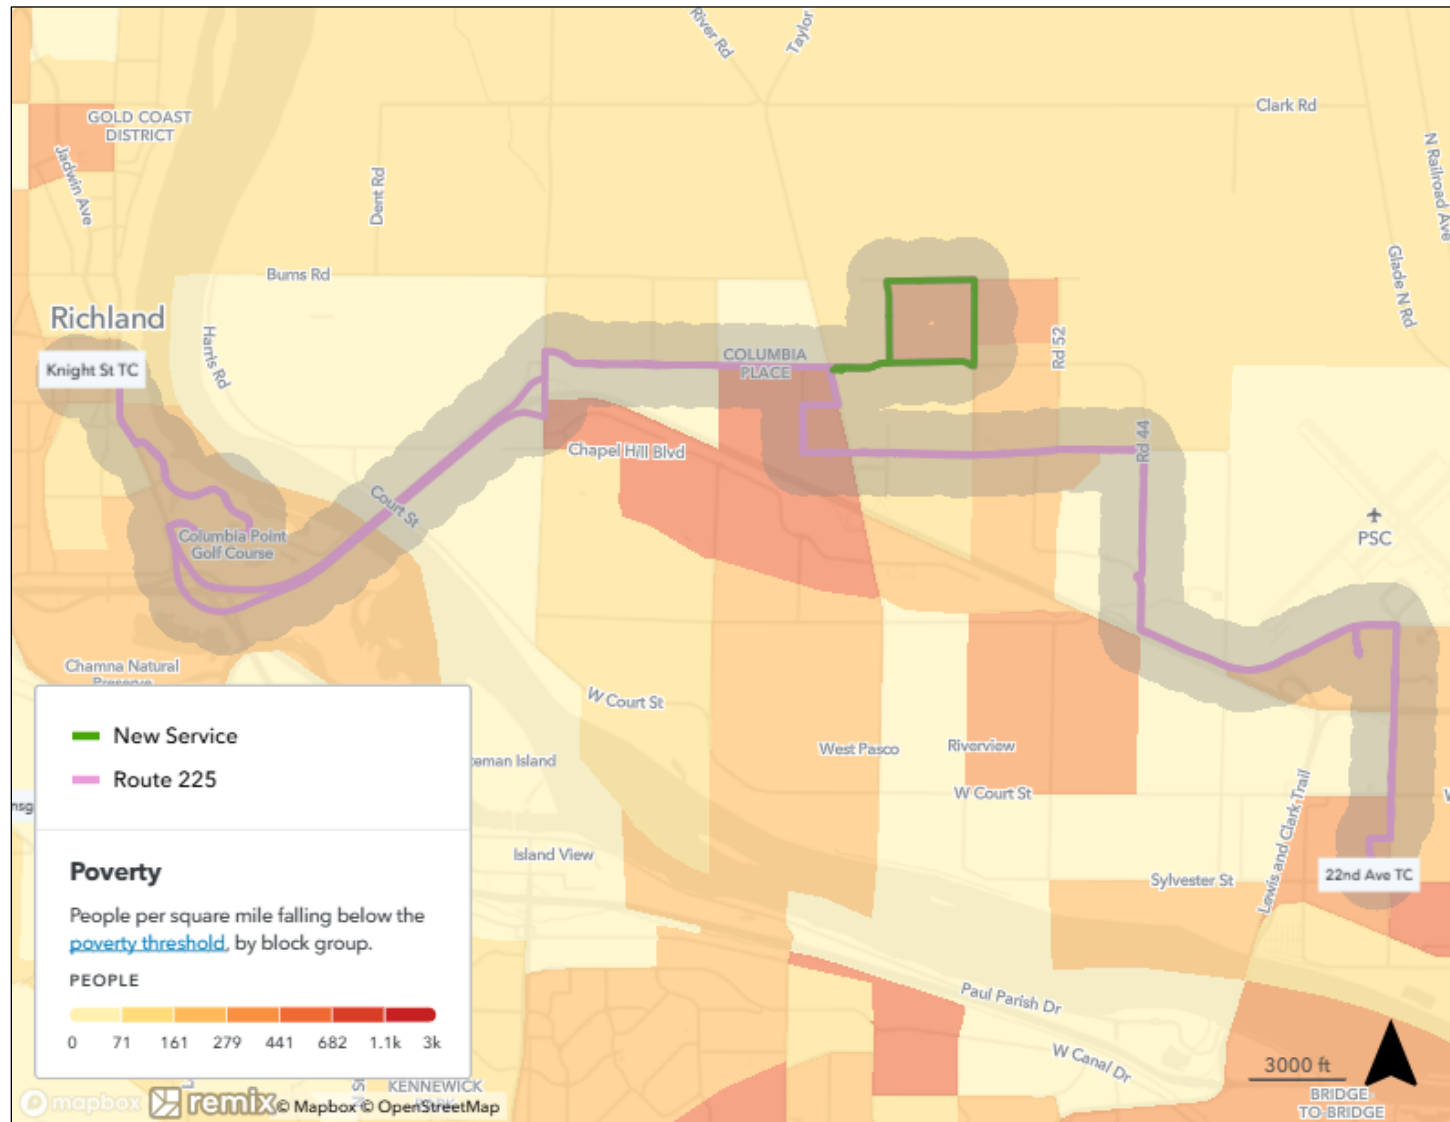 River Rd
Taylor
Clark Rd
GOLD COAST
DISTRICT
Jadwin Ave
Dent Rd
N Railroad Ave
Glade N Rd
Burns Rd
Richland
Harris Rd
Rd 52
Knight St TC
COLUMBIA
PLACE
Chapel Hill Blvd
Rd 44
Court St
Columbia Point
Golf Course
PSC
Chamna Natural
Preserve
W Court St
New Service
Route 225
West Pasco
Riverview
eman Island
W Court St
Lewis and Clark Trail
Island View
Sylvester St
22nd Ave TC
Poverty
People per square mile falling below the
poverty threshold, by block group.
PEOPLE
0 71 161 279 441 682 1.1k 3k
Paul Parish Dr
W Canal Dr
3000 ft
KENNEWICK
PARK
BRIDGE-
TO-BRIDGE
mapbox remix © Mapbox © OpenStreetMap